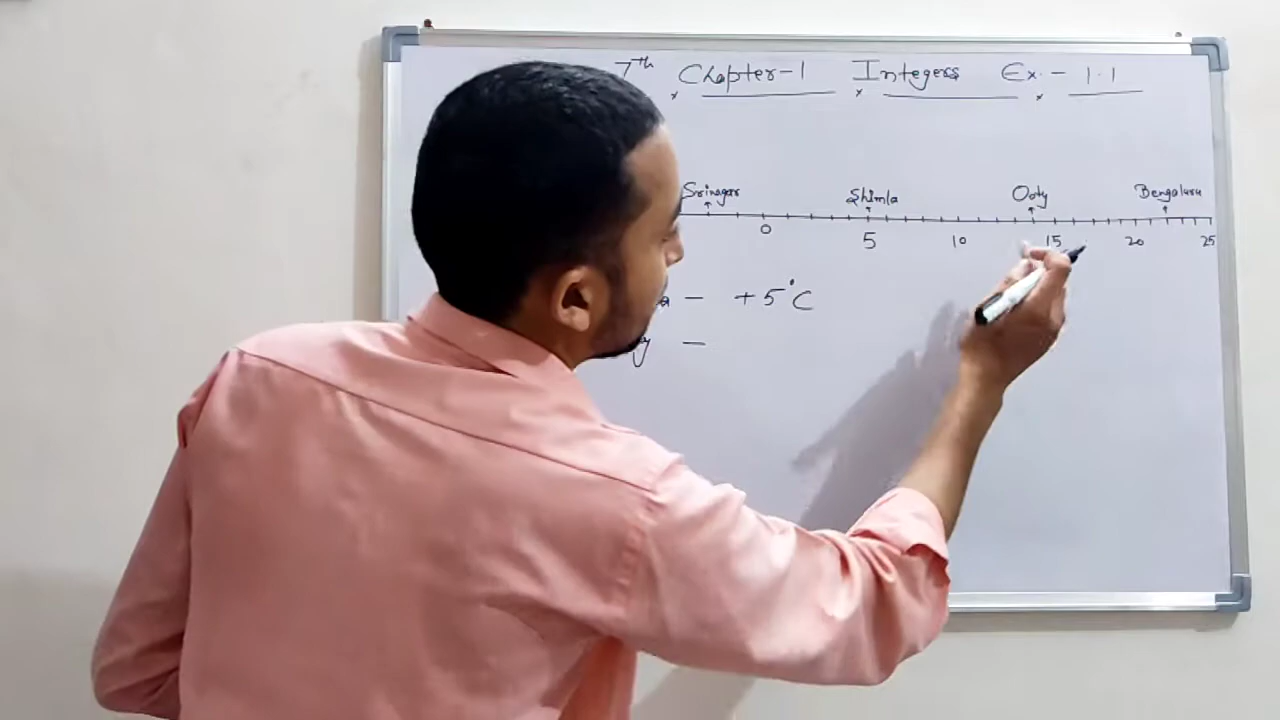 7th Chapter-1 Integers Ex.- 1.1
Srinagar Shimla Ooty Bengaluru
0 5 10 15 20 25
a — +5°C
y —